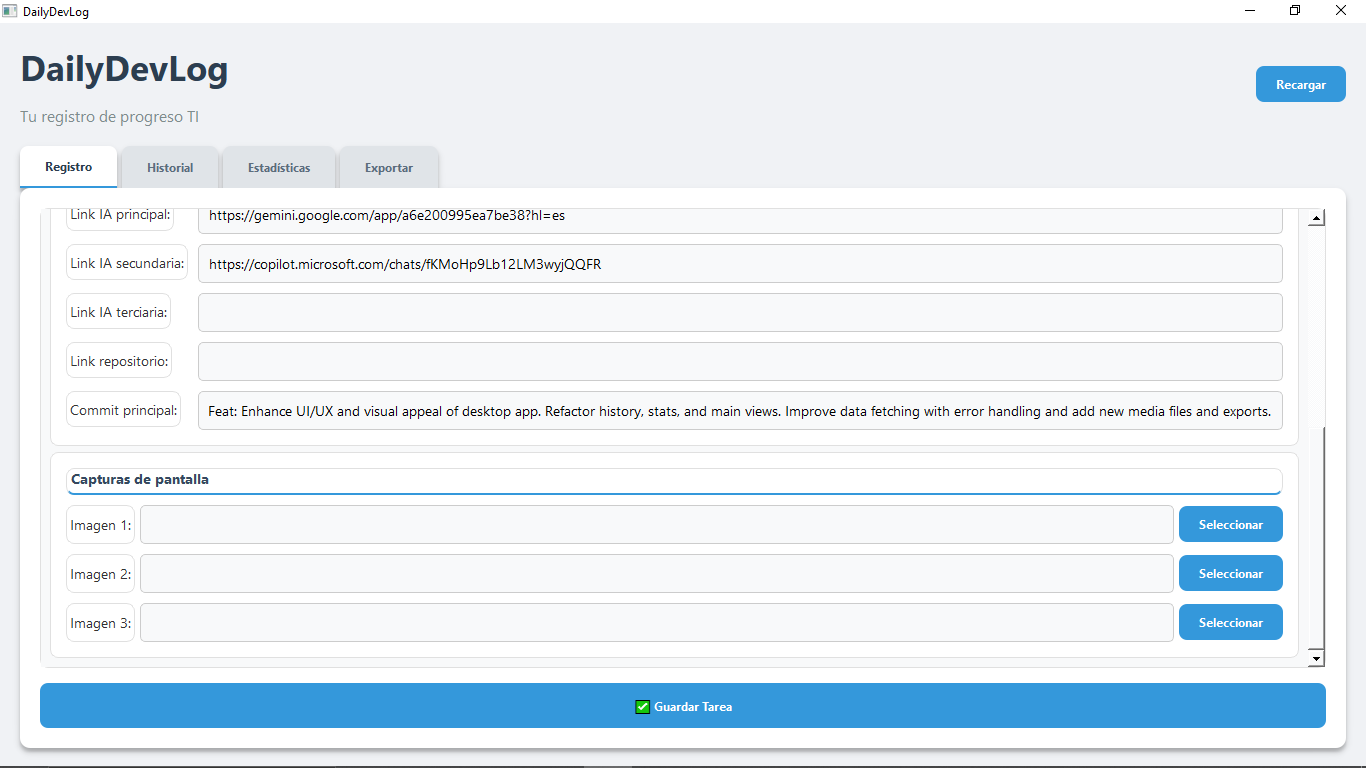 DailyDevLog
DailyDevLog
Recargar
Tu registro de progreso TI
Registro
Historial
Estadísticas
Exportar
Link IA principal:
https://gemini.google.com/app/a6e200995ea7be38?hl=es
Link IA secundaria:
https://copilot.microsoft.com/chats/fKMoHp9Lb12LM3wyjQQFR
Link IA terciaria:
Link repositorio:
Commit principal:
Feat: Enhance UI/UX and visual appeal of desktop app. Refactor history, stats, and main views. Improve data fetching with error handling and add new media files and exports.
Capturas de pantalla
Imagen 1:
Seleccionar
Imagen 2:
Seleccionar
Imagen 3:
Seleccionar
✅ Guardar Tarea